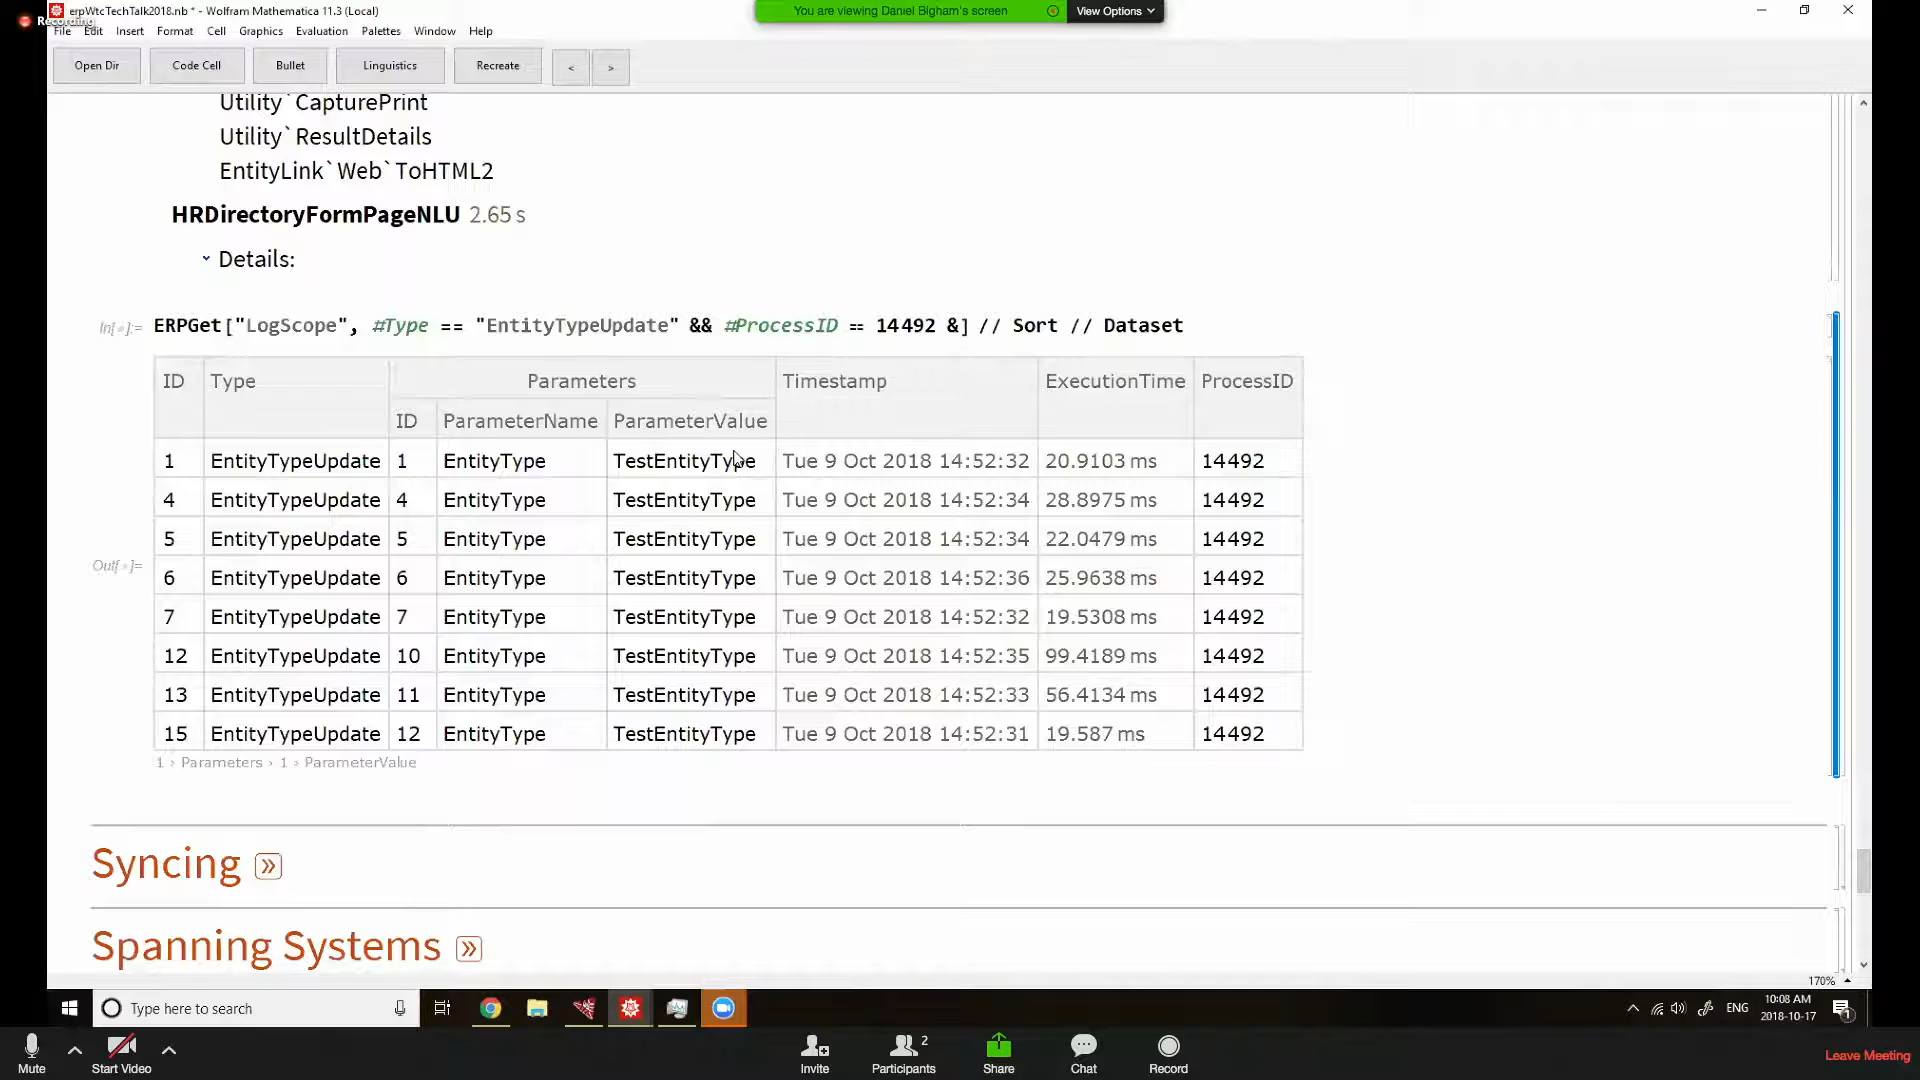 erpWtcTechTalk2018.nb * - Wolfram Mathematica 11.3 (Local)
Recording
You are viewing Daniel Bigham's screen
View Options
File Edit Insert Format Cell Graphics Evaluation Palettes Window Help
Open Dir Code Cell Bullet Linguistics Recreate < >
Utility`CapturePrint
Utility`ResultDetails
EntityLink`Web`ToHTML2
HRDirectoryFormPageNLU 2.65 s
Details:
In[•]:= ERPGet["LogScope", #Type == "EntityTypeUpdate" && #ProcessID == 14492 &] // Sort // Dataset
ID Type Parameters Timestamp ExecutionTime ProcessID
ID ParameterName ParameterValue
1 EntityTypeUpdate 1 EntityType TestEntityType Tue 9 Oct 2018 14:52:32 20.9103 ms 14492
4 EntityTypeUpdate 4 EntityType TestEntityType Tue 9 Oct 2018 14:52:34 28.8975 ms 14492
5 EntityTypeUpdate 5 EntityType TestEntityType Tue 9 Oct 2018 14:52:34 22.0479 ms 14492
Out[•]=
6 EntityTypeUpdate 6 EntityType TestEntityType Tue 9 Oct 2018 14:52:36 25.9638 ms 14492
7 EntityTypeUpdate 7 EntityType TestEntityType Tue 9 Oct 2018 14:52:32 19.5308 ms 14492
12 EntityTypeUpdate 10 EntityType TestEntityType Tue 9 Oct 2018 14:52:35 99.4189 ms 14492
13 EntityTypeUpdate 11 EntityType TestEntityType Tue 9 Oct 2018 14:52:33 56.4134 ms 14492
15 EntityTypeUpdate 12 EntityType TestEntityType Tue 9 Oct 2018 14:52:31 19.587 ms 14492
1 › Parameters › 1 › ParameterValue
Syncing »
Spanning Systems »
170%
Type here to search
ENG
10:08 AM
2018-10-17
1
Mute Start Video Invite Participants 2 Share Chat Record Leave Meeting